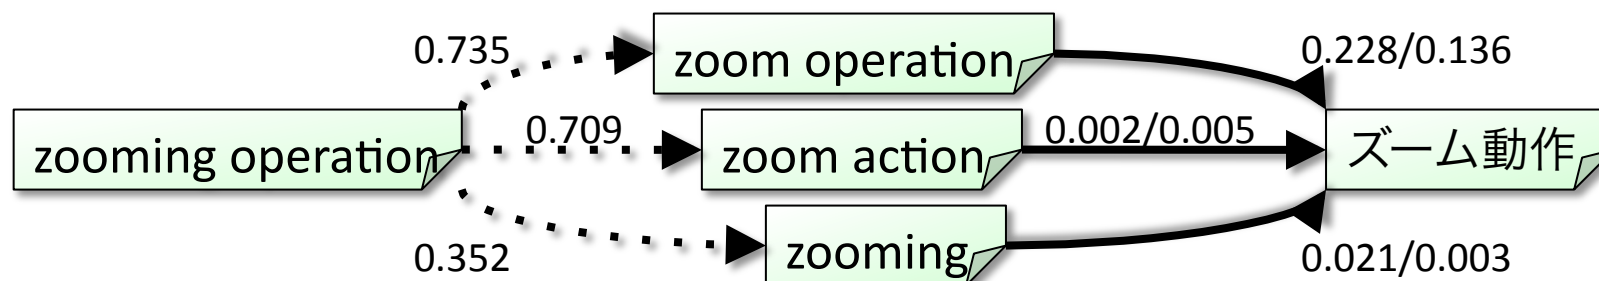 0.735
zoom operation
0.228/0.136
zooming operation
0.709
zoom action
0.002/0.005
ズーム動作
0.352
zooming
0.021/0.003